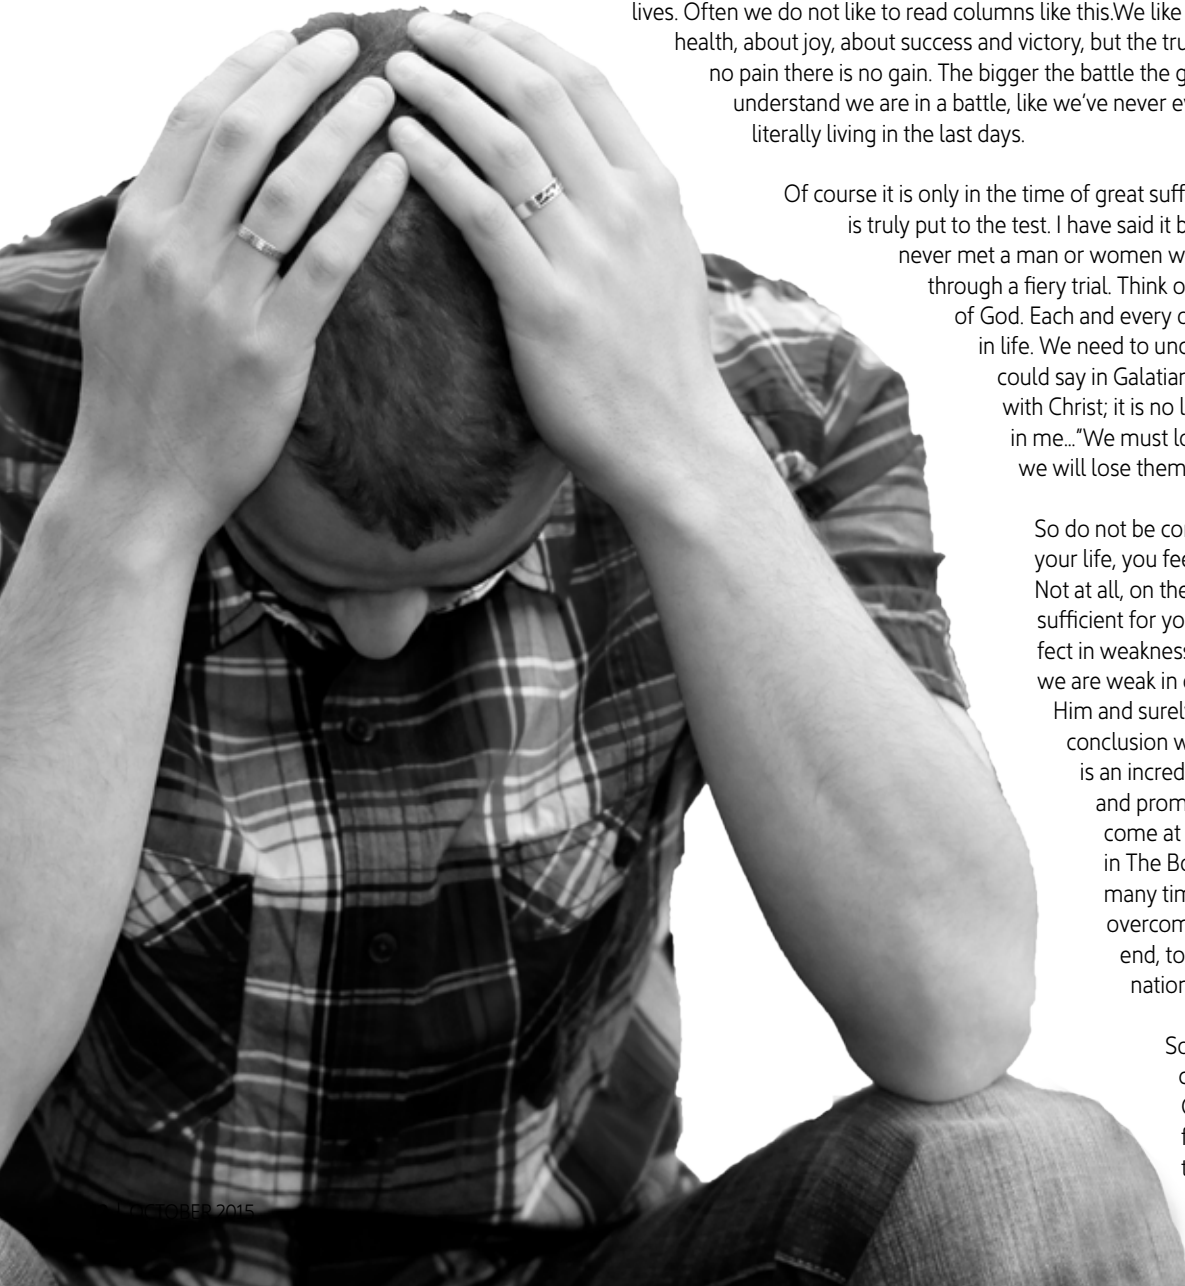 lives. Often we do not like to read columns like this.We like
health, about joy, about success and victory, but the tru
no pain there is no gain. The bigger the battle the g
understand we are in a battle, like we've never ev
literally living in the last days.
Of course it is only in the time of great suff
is truly put to the test. I have said it b
never met a man or women w
through a fiery trial. Think o
of God. Each and every o
in life. We need to und
could say in Galatian
with Christ; it is no l
in me..."We must lo
we will lose them
So do not be con
your life, you fee
Not at all, on the
sufficient for yo
fect in weakness
we are weak in o
Him and surely
conclusion w
is an incred
and prom
come at
in The Bo
many tim
overcom
end, to
nation
So
OCTOBER 2015